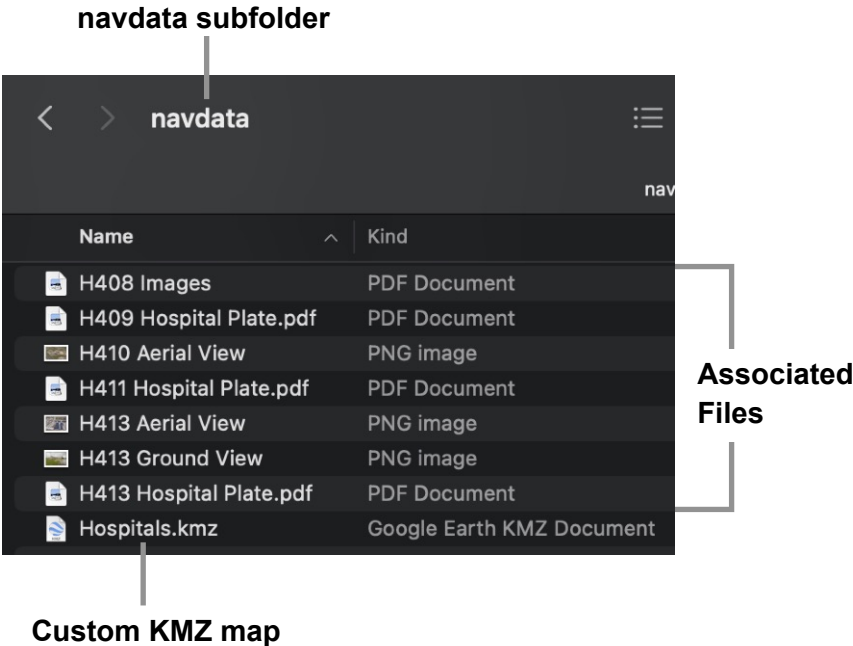 navdata subfolder
navdata
nav
Name Kind
H408 Images PDF Document
H409 Hospital Plate.pdf PDF Document
H410 Aerial View PNG image
H411 Hospital Plate.pdf PDF Document
H413 Aerial View PNG image
H413 Ground View PNG image
H413 Hospital Plate.pdf PDF Document
Hospitals.kmz Google Earth KMZ Document
Associated
Files
Custom KMZ map